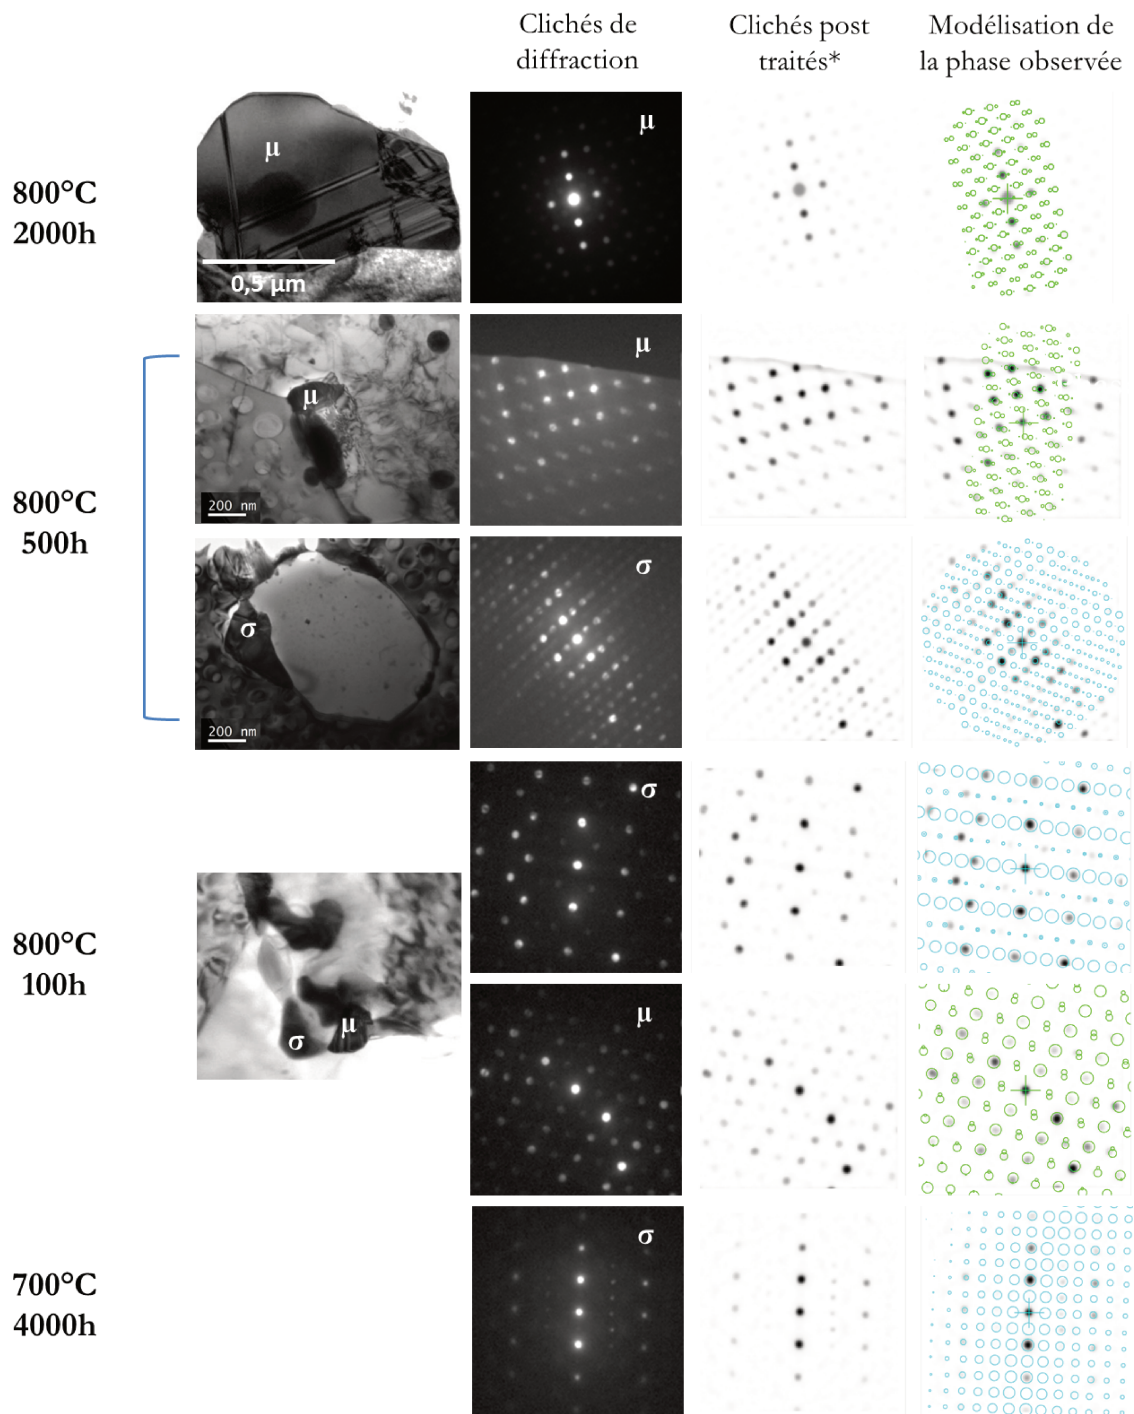 Clichés de
diffraction
Clichés post
traités*
Modélisation de
la phase observée
800°C
2000h
μ
0,5 μm
μ
800°C
500h
μ
200 nm
μ
σ
200 nm
σ
800°C
100h
σ
μ
σ
μ
700°C
4000h
σ